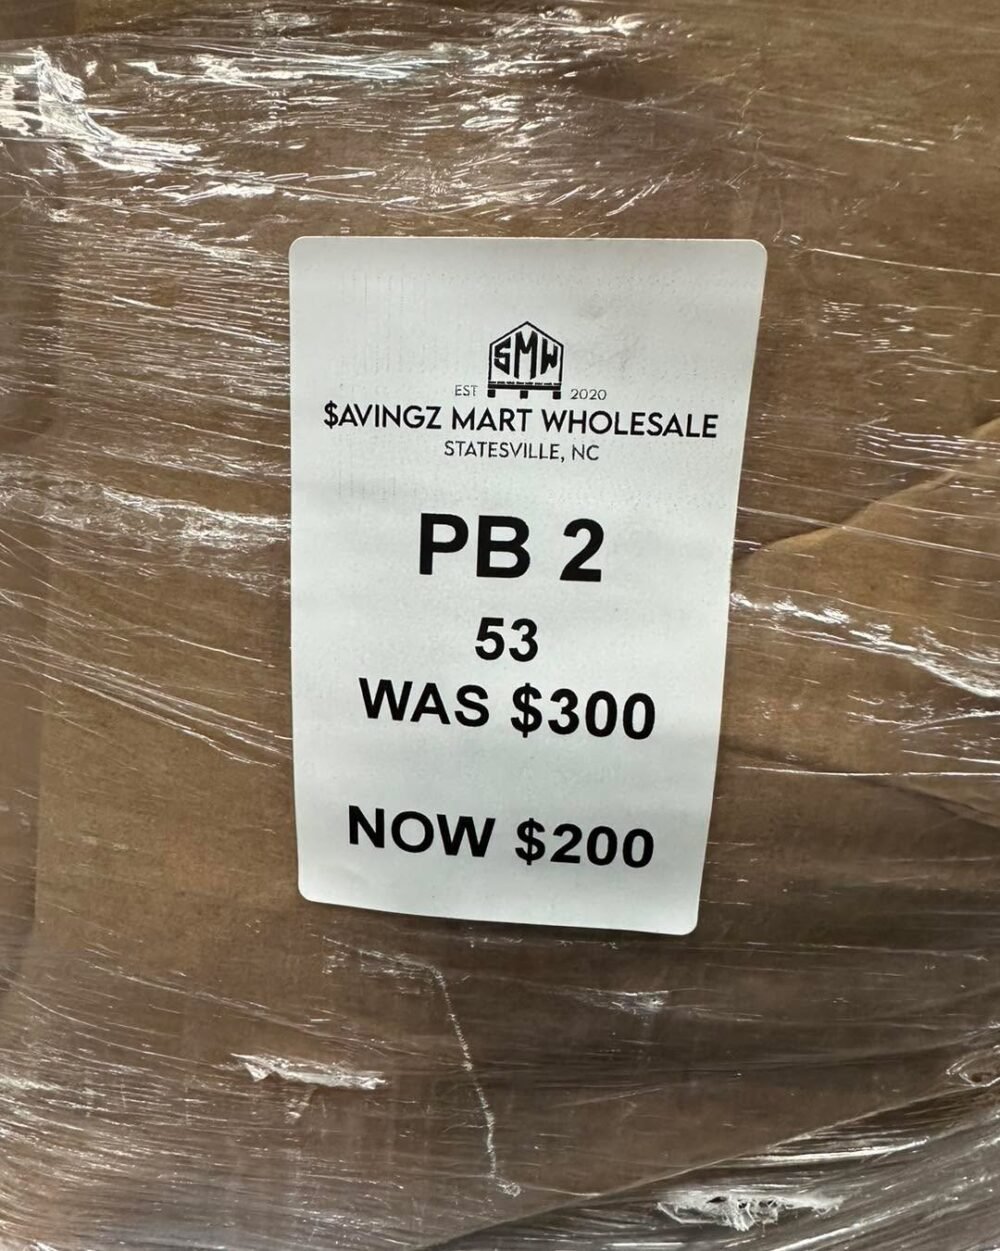 SMW
EST 2020
$AVINGZ MART WHOLESALE
STATESVILLE, NC
PB 2
53
WAS $300
NOW $200